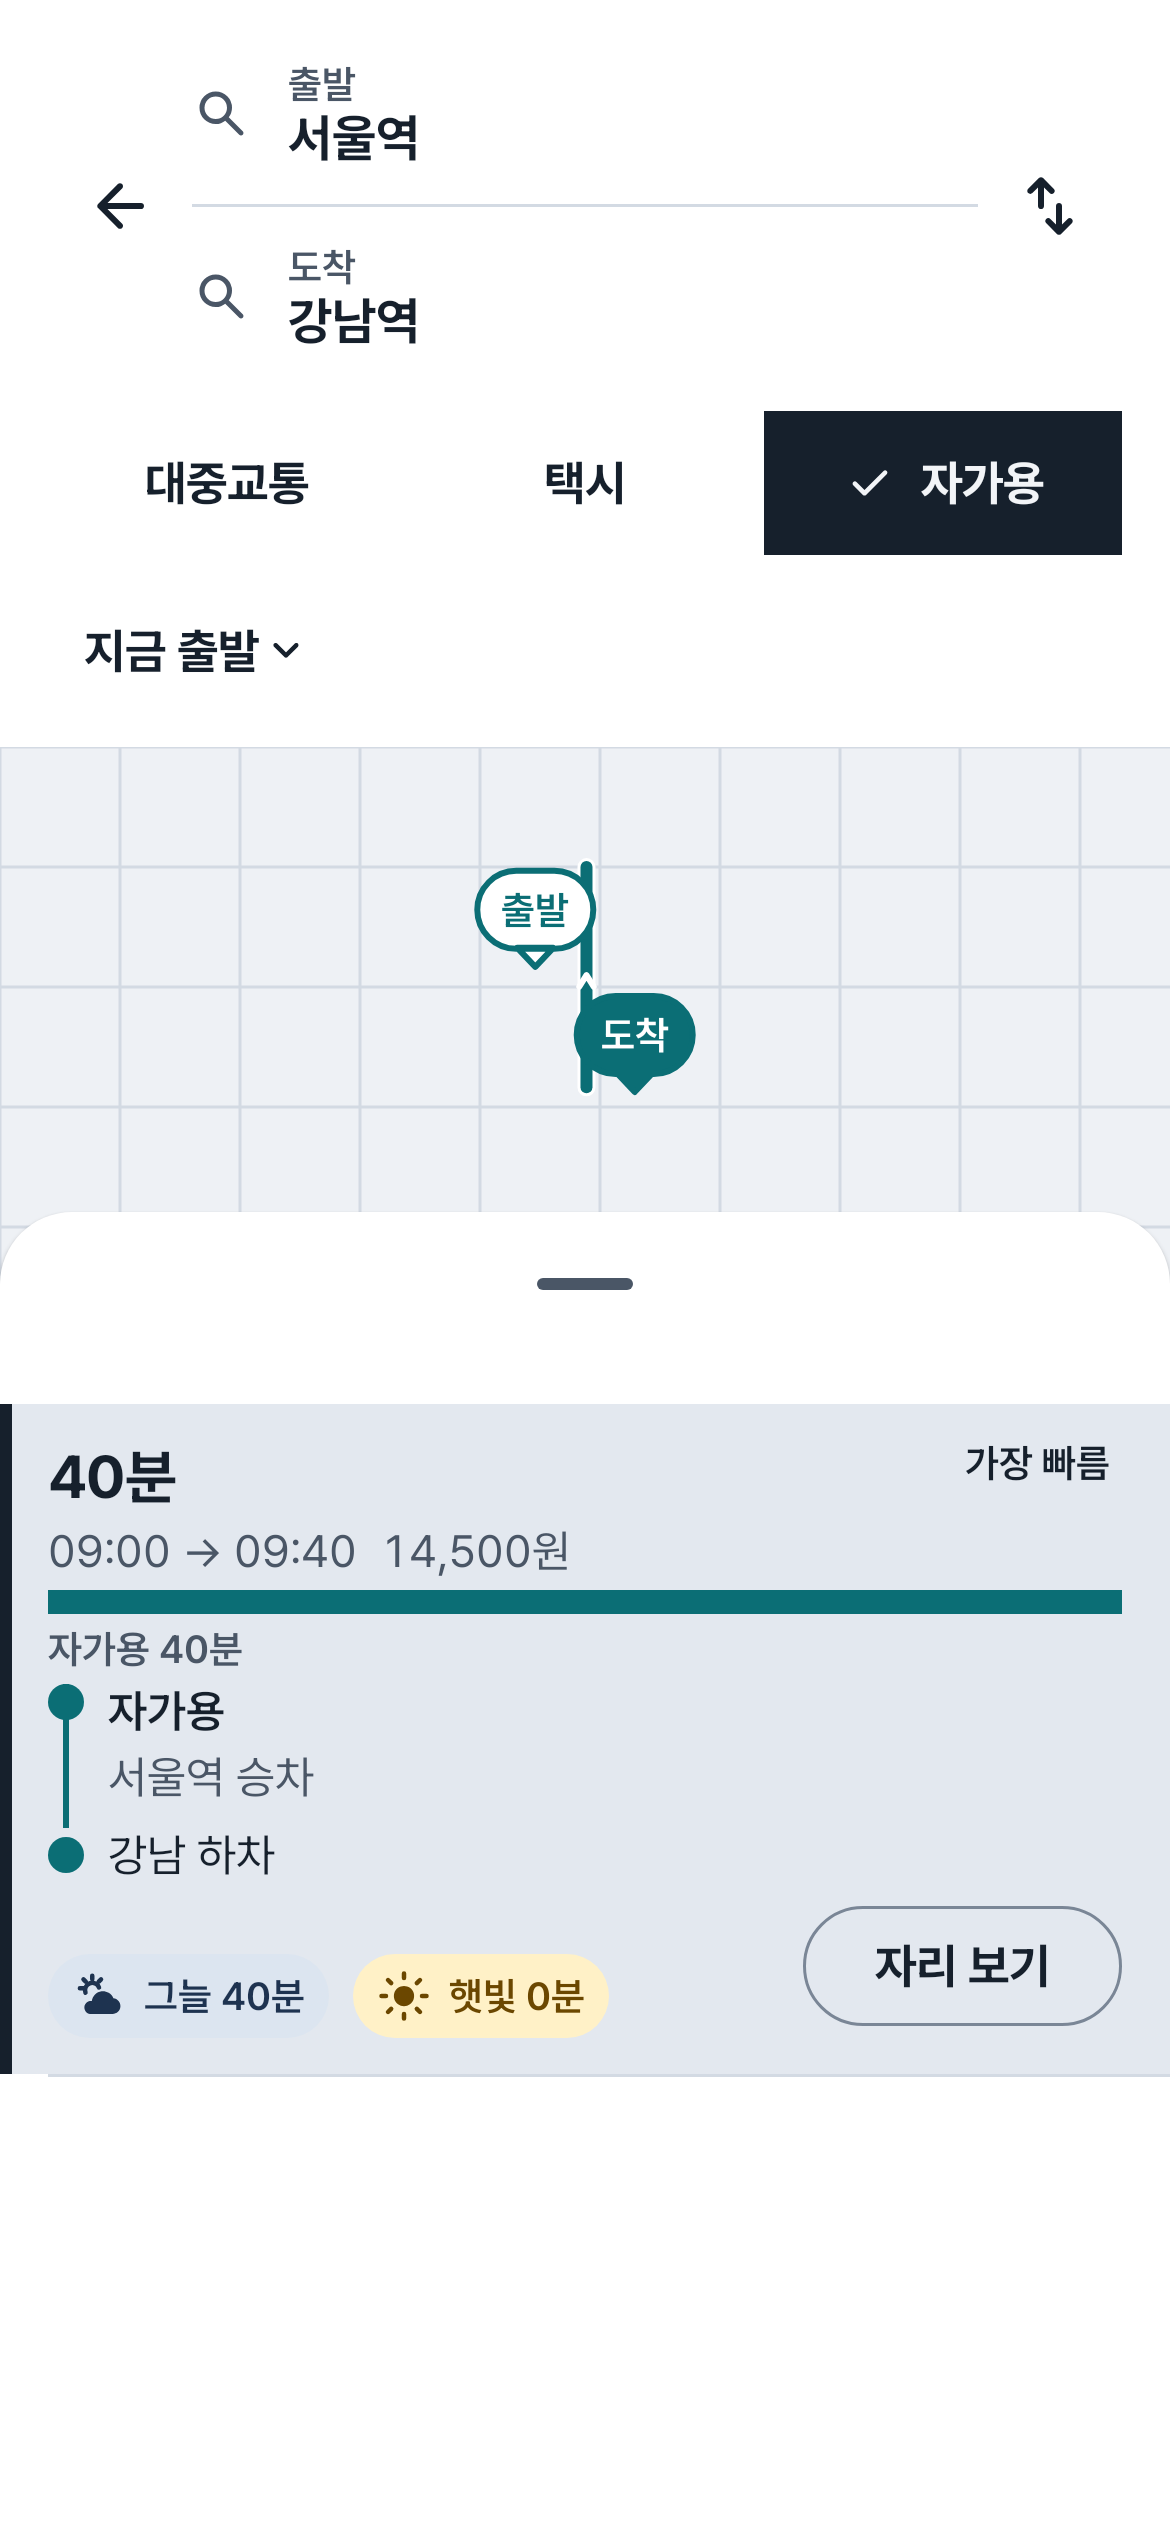 출발
서울역
도착
강남역
대중교통 택시 자가용
지금 출발
출발
도착
40분 가장 빠름
09:00 → 09:40 14,500원
자가용 40분
자가용
서울역 승차
강남 하차
자리 보기
그늘 40분 햇빛 0분